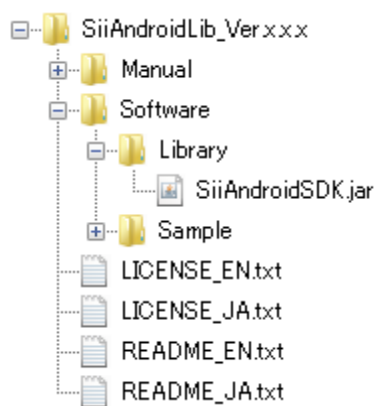 SiiAndroidLib_Ver.x.x.x
Manual
Software
Library
SiiAndroidSDK.jar
Sample
LICENSE_EN.txt
LICENSE_JA.txt
README_EN.txt
README_JA.txt